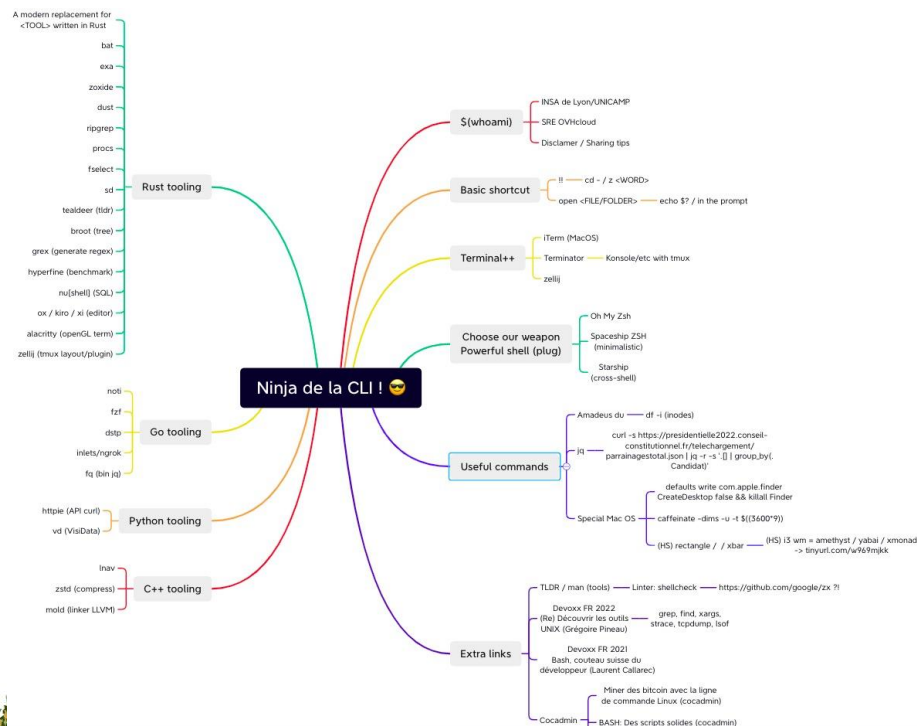 Ninja de la CLI ! 😎
$(whoami)
INSA de Lyon/UNICAMP
SRE OVHcloud
Disclamer / Sharing tips
Basic shortcut
!!
cd - / z <WORD>
open <FILE/FOLDER>
echo $? / in the prompt
Terminal++
iTerm (MacOS)
Terminator
Konsole/etc with tmux
zellij
Choose our weapon
Powerful shell (plug)
Oh My Zsh
Spaceship ZSH
(minimalistic)
Starship
(cross-shell)
Useful commands
Amadeus du
df -i (inodes)
jq
curl -s https://presidentielle2022.conseil-
constitutionnel.fr/telechargement/
parrainagestotal.json | jq -r -s '.[] | group_by(.
Candidat)'
Special Mac OS
defaults write com.apple.finder
CreateDesktop false && killall Finder
caffeinate -dims -u -t $((3600*9))
(HS) rectangle / / xbar
(HS) i3 wm = amethyst / yabai / xmonad
-> tinyurl.com/w969mjkk
Extra links
TLDR / man (tools)
Linter: shellcheck
https://github.com/google/zx ?!
Devoxx FR 2022
(Re) Découvrir les outils
UNIX (Grégoire Pineau)
grep, find, xargs,
strace, tcpdump, lsof
Devoxx FR 2021
Bash, couteau suisse du
développeur (Laurent Callarec)
Cocadmin
Miner des bitcoin avec la ligne
de commande Linux (cocadmin)
BASH: Des scripts solides (cocadmin)
Rust tooling
A modern replacement for
<TOOL> written in Rust
bat
exa
zoxide
dust
ripgrep
procs
fselect
sd
tealdeer (tldr)
broot (tree)
grex (generate regex)
hyperfine (benchmark)
nu[shell] (SQL)
ox / kiro / xi (editor)
alacritty (openGL term)
zellij (tmux layout/plugin)
Go tooling
noti
fzf
dstp
inlets/ngrok
fq (bin jq)
Python tooling
httpie (API curl)
vd (VisiData)
C++ tooling
lnav
zstd (compress)
mold (linker LLVM)